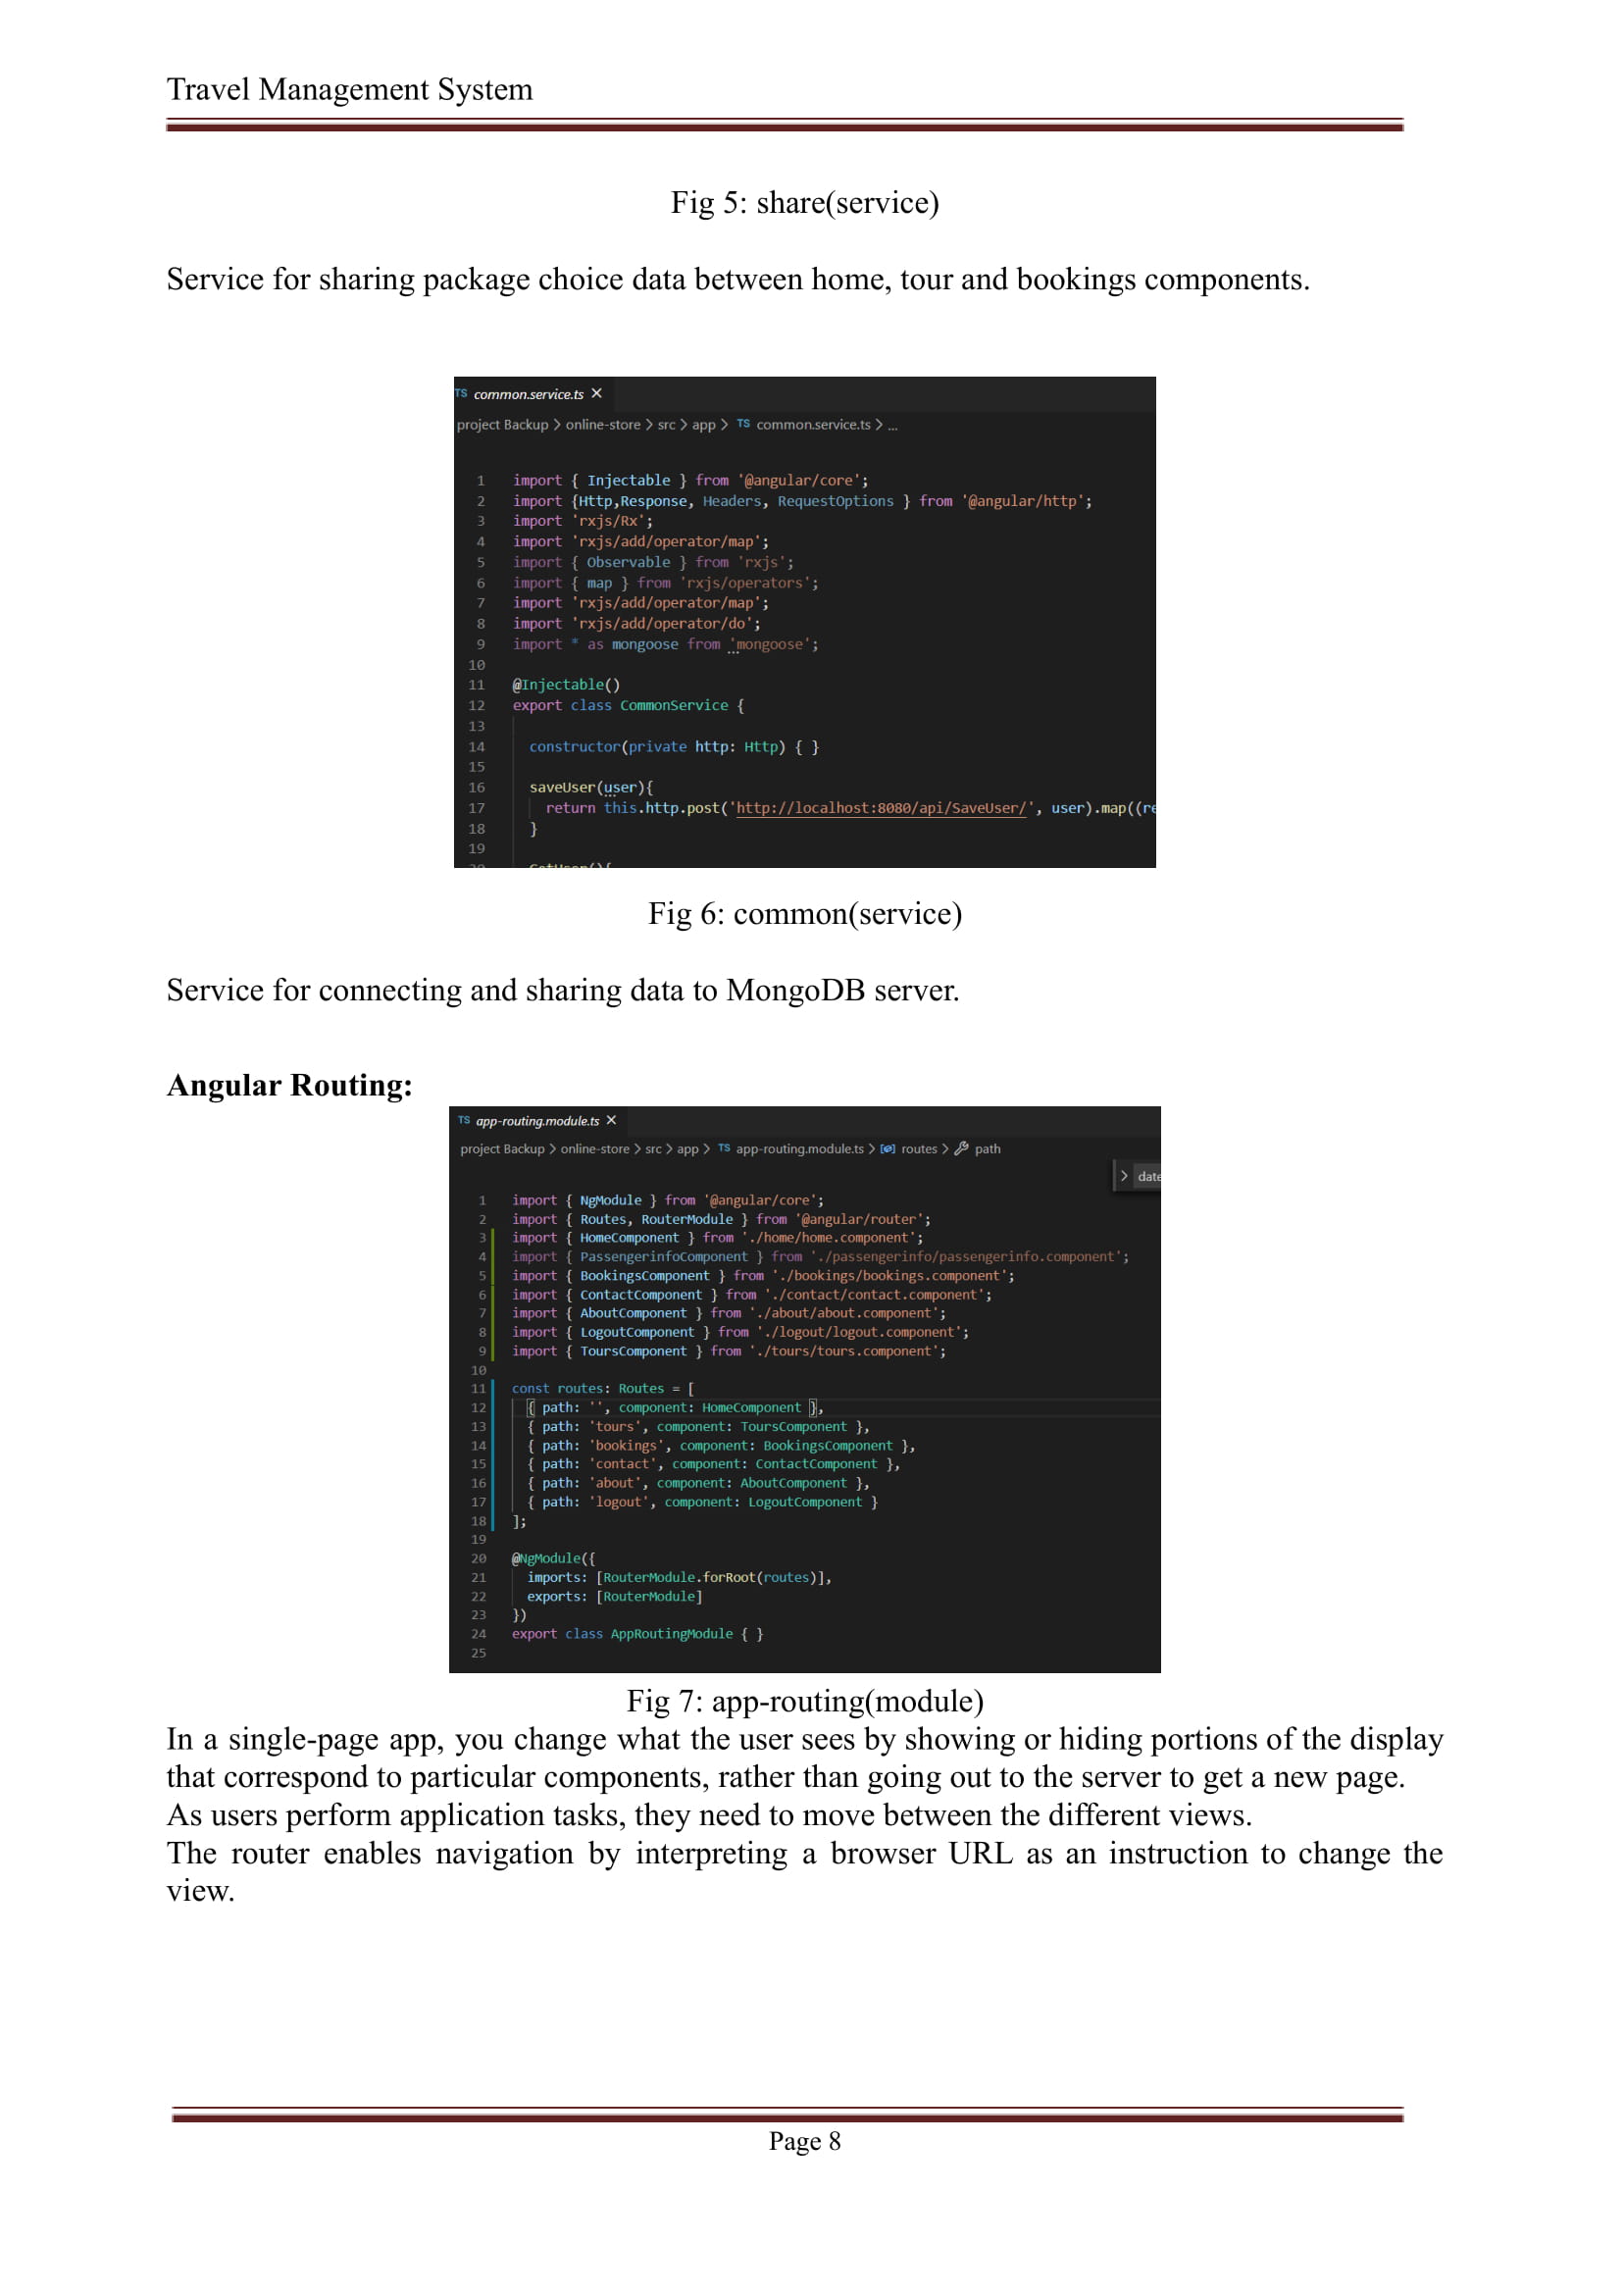 Travel Management System
Fig 5: share(service)
Service for sharing package choice data between home, tour and bookings components.
TS common.service.ts ✕
project Backup > online-store > src > app > TS common.service.ts > ...
1 import { Injectable } from '@angular/core';
2 import {Http,Response, Headers, RequestOptions } from '@angular/http';
3 import 'rxjs/Rx';
4 import 'rxjs/add/operator/map';
5 import { Observable } from 'rxjs';
6 import { map } from 'rxjs/operators';
7 import 'rxjs/add/operator/map';
8 import 'rxjs/add/operator/do';
9 import * as mongoose from 'mongoose';
10
11 @Injectable()
12 export class CommonService {
13
14 constructor(private http: Http) { }
15
16 saveUser(user){
17 return this.http.post('http://localhost:8080/api/SaveUser/', user).map((re
18 }
19
20 GetUser(){
Fig 6: common(service)
Service for connecting and sharing data to MongoDB server.
Angular Routing:
TS app-routing.module.ts ✕
project Backup > online-store > src > app > TS app-routing.module.ts > routes > path
> date
1 import { NgModule } from '@angular/core';
2 import { Routes, RouterModule } from '@angular/router';
3 import { HomeComponent } from './home/home.component';
4 import { PassengerinfoComponent } from './passengerinfo/passengerinfo.component';
5 import { BookingsComponent } from './bookings/bookings.component';
6 import { ContactComponent } from './contact/contact.component';
7 import { AboutComponent } from './about/about.component';
8 import { LogoutComponent } from './logout/logout.component';
9 import { ToursComponent } from './tours/tours.component';
10
11 const routes: Routes = [
12 { path: '', component: HomeComponent },
13 { path: 'tours', component: ToursComponent },
14 { path: 'bookings', component: BookingsComponent },
15 { path: 'contact', component: ContactComponent },
16 { path: 'about', component: AboutComponent },
17 { path: 'logout', component: LogoutComponent }
18 ];
19
20 @NgModule({
21 imports: [RouterModule.forRoot(routes)],
22 exports: [RouterModule]
23 })
24 export class AppRoutingModule { }
25
Fig 7: app-routing(module)
In a single-page app, you change what the user sees by showing or hiding portions of the display
that correspond to particular components, rather than going out to the server to get a new page.
As users perform application tasks, they need to move between the different views.
The router enables navigation by interpreting a browser URL as an instruction to change the
view.
Page 8